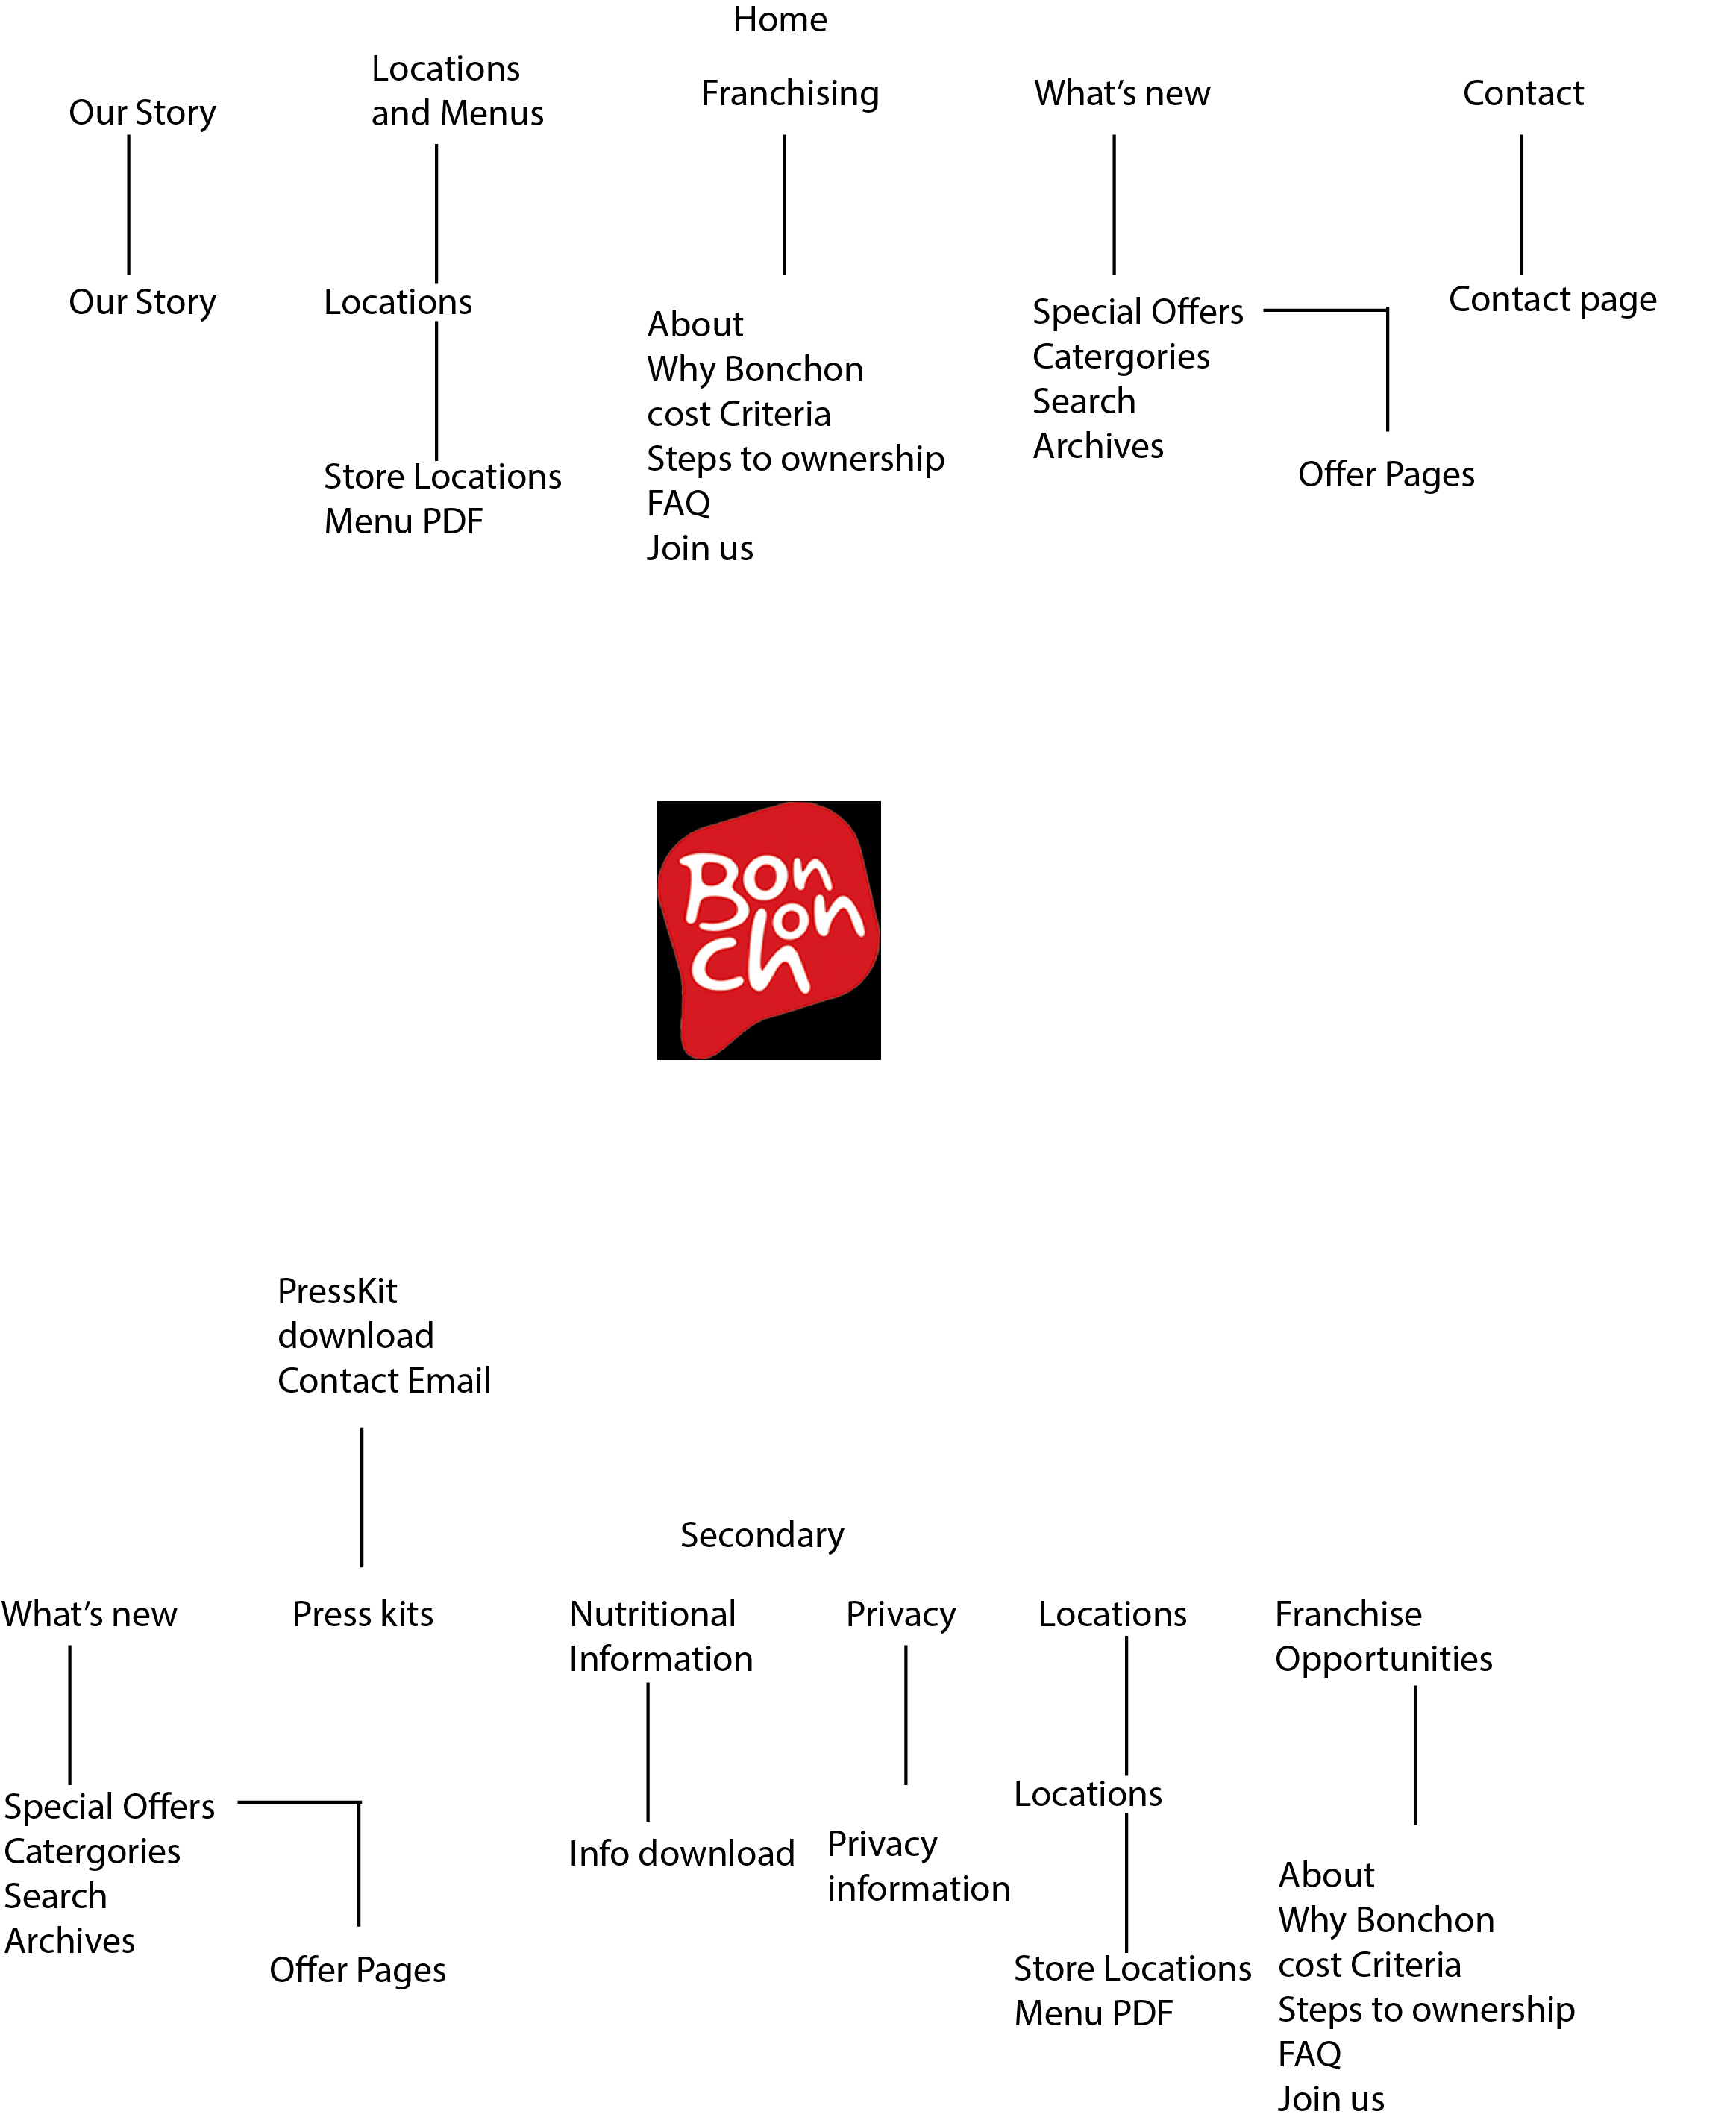 Home
Our Story
Locations
and Menus
Franchising
What's new
Contact
Our Story
Locations
Store Locations
Menu PDF
About
Why Bonchon
cost Criteria
Steps to ownership
FAQ
Join us
Special Offers
Catergories
Search
Archives
Offer Pages
Contact page
Bon
chon
PressKit
download
Contact Email
Secondary
What's new
Press kits
Nutritional
Information
Privacy
Locations
Franchise
Opportunities
Special Offers
Catergories
Search
Archives
Offer Pages
Info download
Privacy
information
Locations
Store Locations
Menu PDF
About
Why Bonchon
cost Criteria
Steps to ownership
FAQ
Join us